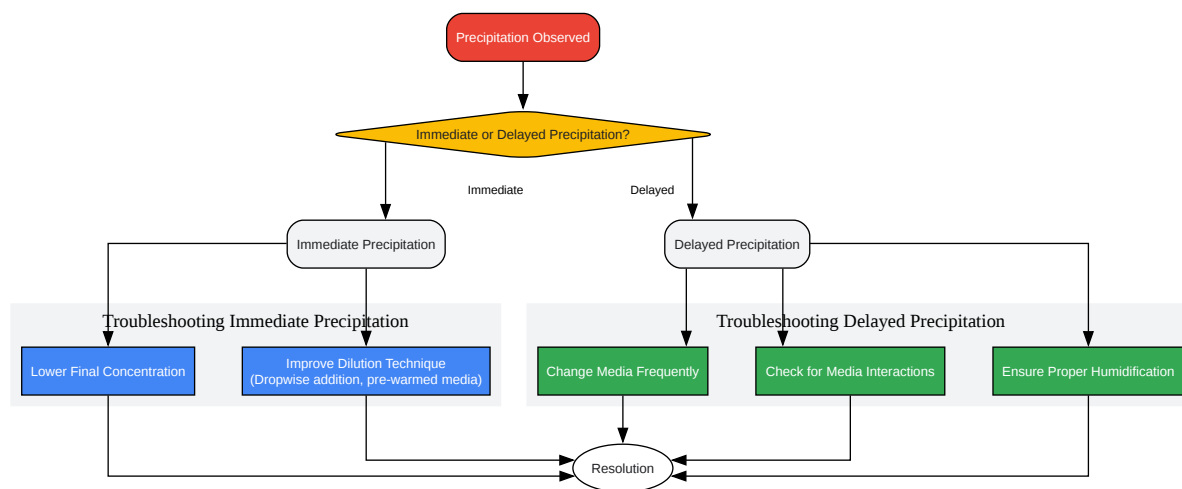 Precipitation Observed
Immediate or Delayed Precipitation?
Immediate
Delayed
Immediate Precipitation
Delayed Precipitation
Troubleshooting Immediate Precipitation
Troubleshooting Delayed Precipitation
Lower Final Concentration
Improve Dilution Technique
(Dropwise addition, pre-warmed media)
Change Media Frequently
Check for Media Interactions
Ensure Proper Humidification
Resolution